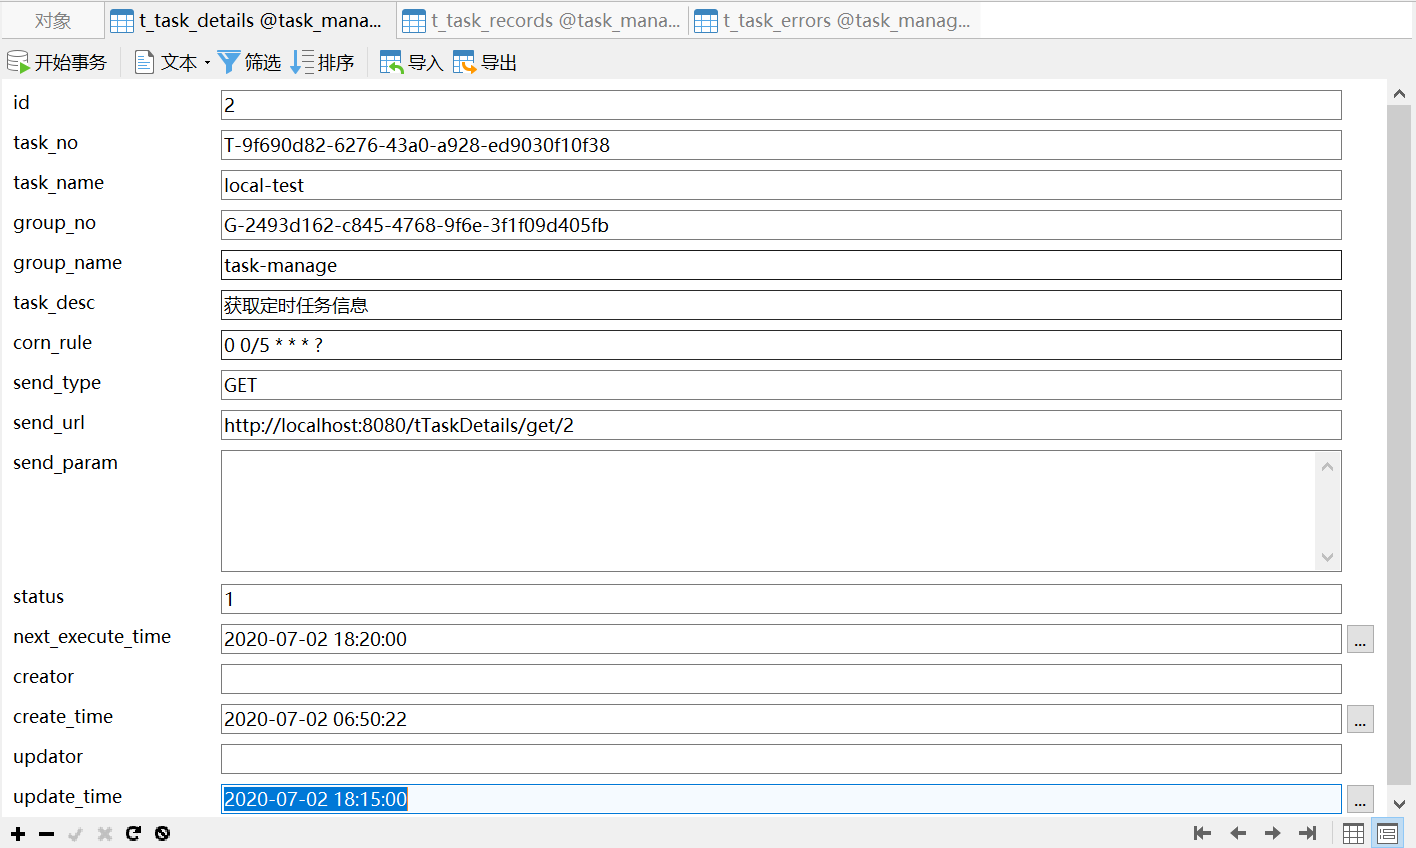 对象 t_task_details @task_mana... t_task_records @task_mana... t_task_errors @task_manag...
开始事务 文本 筛选 排序 导入 导出
id 2
task_no T-9f690d82-6276-43a0-a928-ed9030f10f38
task_name local-test
group_no G-2493d162-c845-4768-9f6e-3f1f09d405fb
group_name task-manage
task_desc 获取定时任务信息
corn_rule 0 0/5 * * * ?
send_type GET
send_url http://localhost:8080/tTaskDetails/get/2
send_param
status 1
next_execute_time 2020-07-02 18:20:00 ...
creator
create_time 2020-07-02 06:50:22 ...
updator
update_time 2020-07-02 18:15:00 ...